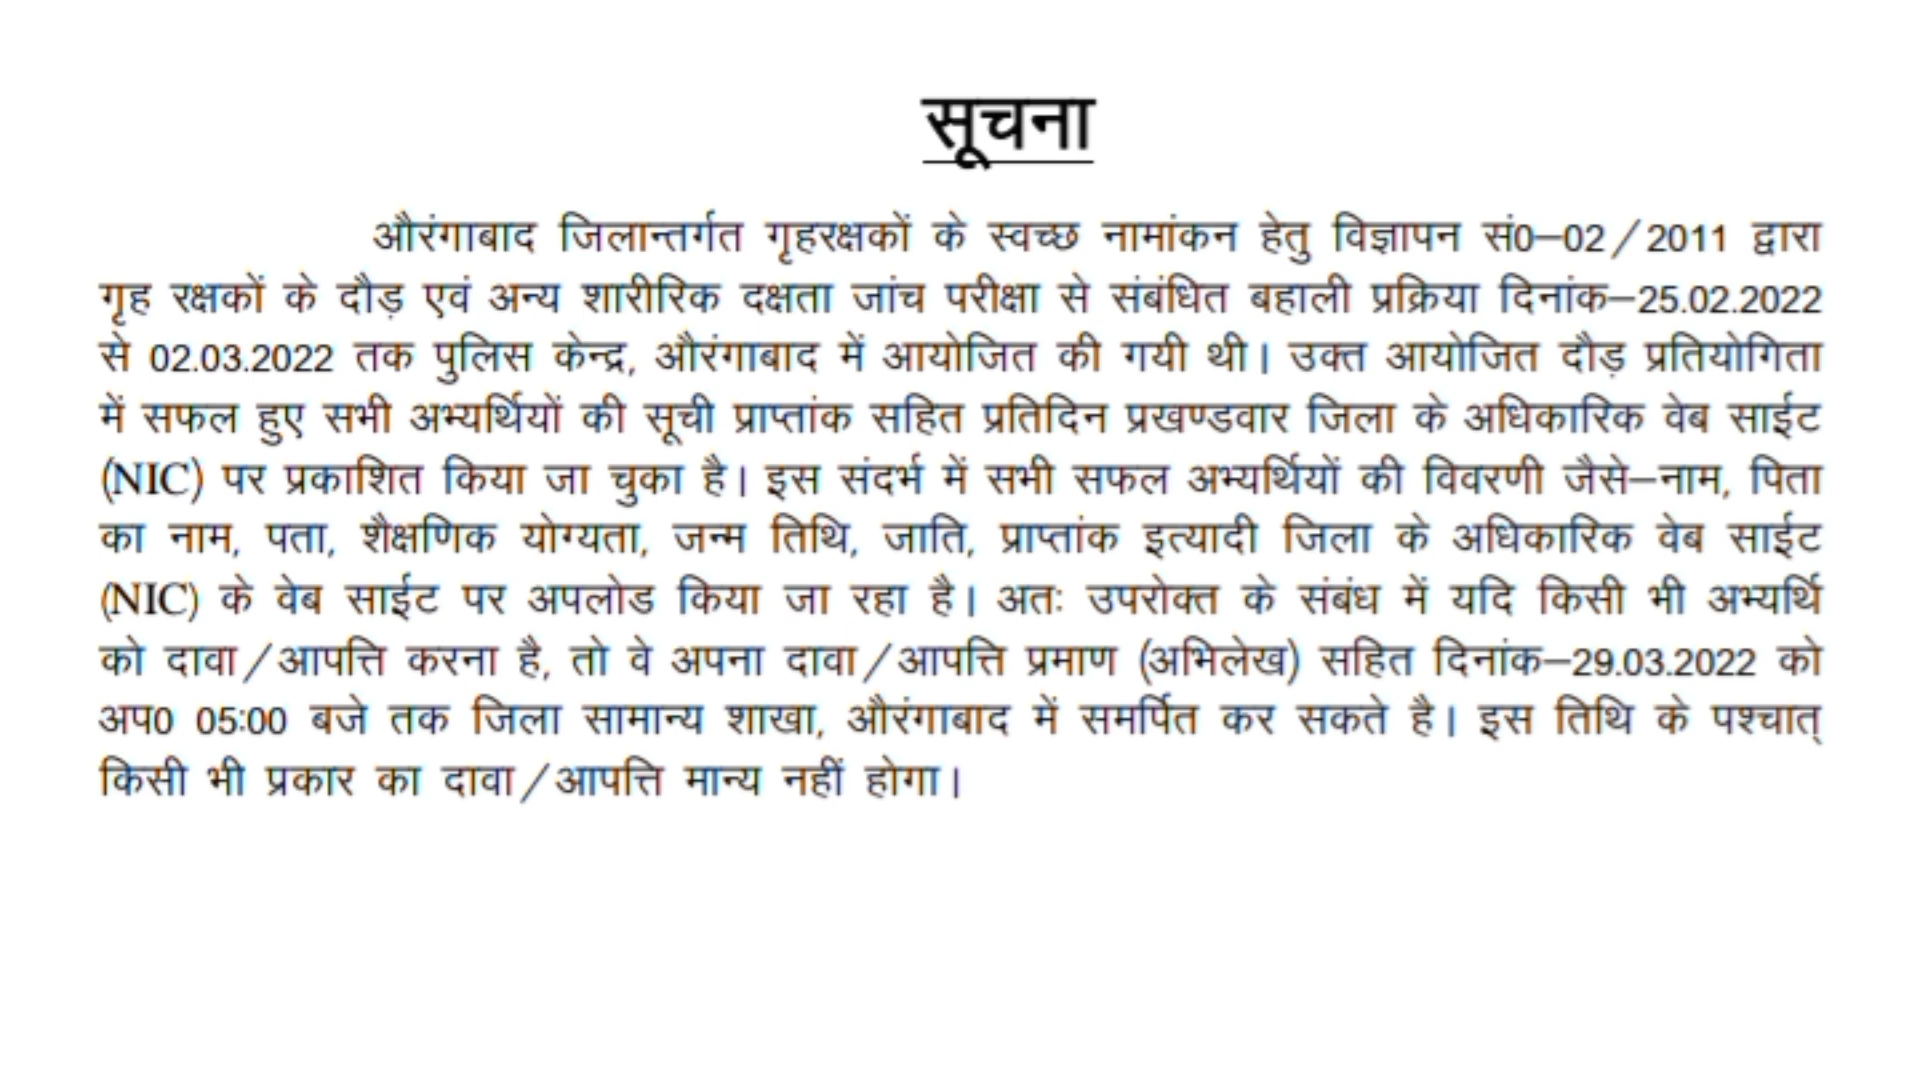 सूचना
औरंगाबाद जिलान्तर्गत गृहरक्षकों के स्वच्छ नामांकन हेतु विज्ञापन सं0–02/2011 द्वारा
गृह रक्षकों के दौड़ एवं अन्य शारीरिक दक्षता जांच परीक्षा से संबंधित बहाली प्रक्रिया दिनांक–25.02.2022
से 02.03.2022 तक पुलिस केन्द्र, औरंगाबाद में आयोजित की गयी थी। उक्त आयोजित दौड़ प्रतियोगिता
में सफल हुए सभी अभ्यर्थियों की सूची प्राप्तांक सहित प्रतिदिन प्रखण्डवार जिला के अधिकारिक वेब साईट
(NIC) पर प्रकाशित किया जा चुका है। इस संदर्भ में सभी सफल अभ्यर्थियों की विवरणी जैसे–नाम, पिता
का नाम, पता, शैक्षणिक योग्यता, जन्म तिथि, जाति, प्राप्तांक इत्यादी जिला के अधिकारिक वेब साईट
(NIC) के वेब साईट पर अपलोड किया जा रहा है। अतः उपरोक्त के संबंध में यदि किसी भी अभ्यर्थि
को दावा/आपत्ति करना है, तो वे अपना दावा/आपत्ति प्रमाण (अभिलेख) सहित दिनांक–29.03.2022 को
अप0 05:00 बजे तक जिला सामान्य शाखा, औरंगाबाद में समर्पित कर सकते है। इस तिथि के पश्चात्
किसी भी प्रकार का दावा/आपत्ति मान्य नहीं होगा।